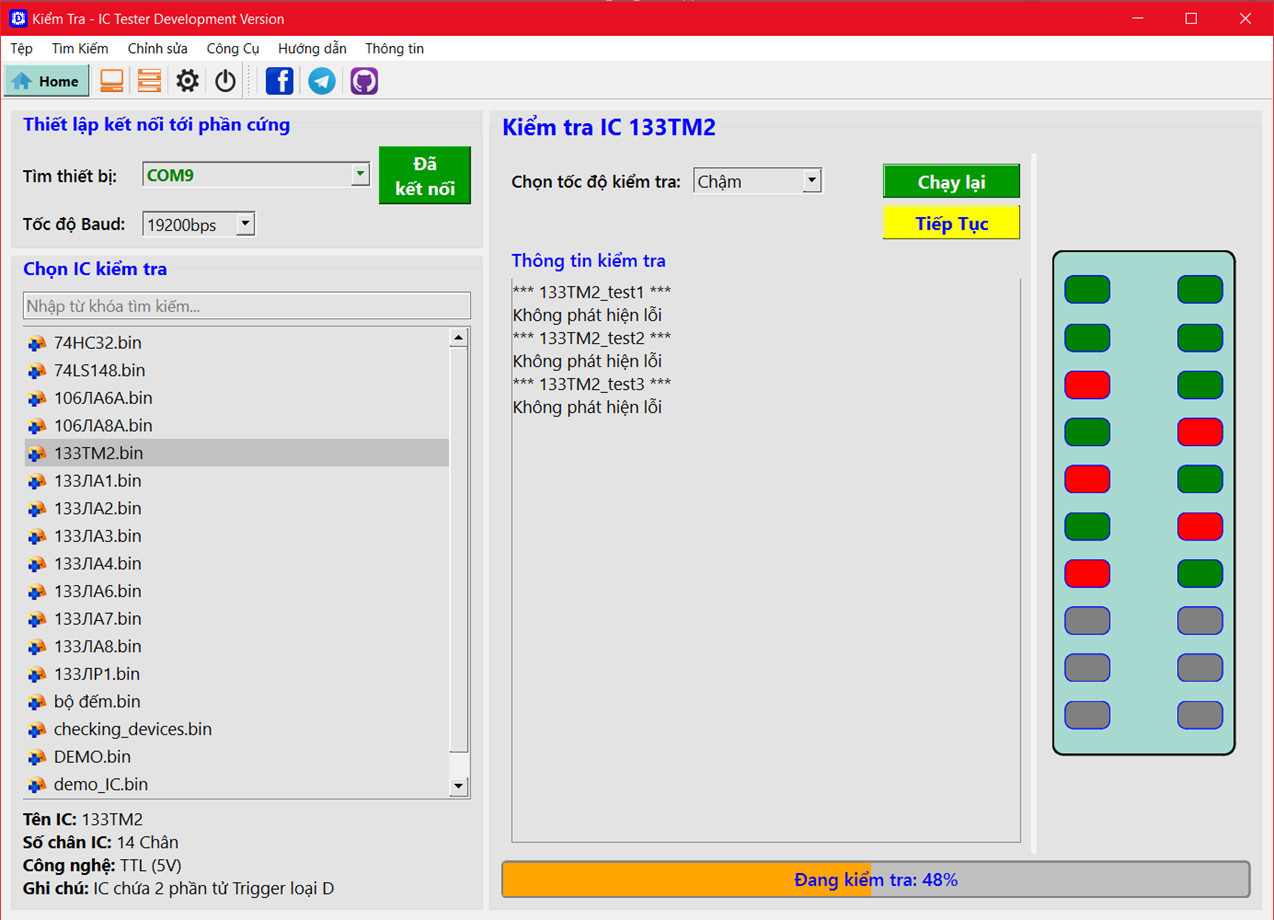 Kiểm Tra - IC Tester Development Version
Tệp Tìm Kiếm Chỉnh sửa Công Cụ Hướng dẫn Thông tin
Home
Thiết lập kết nối tới phần cứng
Tìm thiết bị: COM9
Đã kết nối
Tốc độ Baud: 19200bps
Chọn IC kiểm tra
Nhập từ khóa tìm kiếm...
74HC32.bin
74LS148.bin
106ЛА6А.bin
106ЛА8А.bin
133TM2.bin
133ЛА1.bin
133ЛА2.bin
133ЛА3.bin
133ЛА4.bin
133ЛА6.bin
133ЛА7.bin
133ЛА8.bin
133ЛР1.bin
bộ đếm.bin
checking_devices.bin
DEMO.bin
demo_IC.bin
Tên IC: 133TM2
Số chân IC: 14 Chân
Công nghệ: TTL (5V)
Ghi chú: IC chứa 2 phần tử Trigger loại D
Kiểm tra IC 133TM2
Chọn tốc độ kiểm tra: Chậm
Chạy lại
Tiếp Tục
Thông tin kiểm tra
*** 133TM2_test1 ***
Không phát hiện lỗi
*** 133TM2_test2 ***
Không phát hiện lỗi
*** 133TM2_test3 ***
Không phát hiện lỗi
Đang kiểm tra: 48%